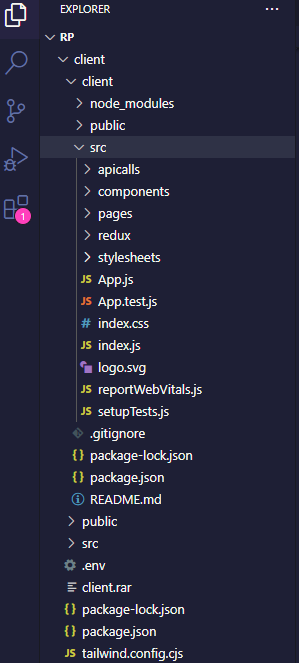 EXPLORER
RP
client
client
node_modules
public
src
apicalls
components
pages
redux
stylesheets
JS App.js
JS App.test.js
# index.css
JS index.js
logo.svg
JS reportWebVitals.js
JS setupTests.js
.gitignore
{} package-lock.json
{} package.json
README.md
public
src
.env
client.rar
{} package-lock.json
{} package.json
JS tailwind.config.cjs
1